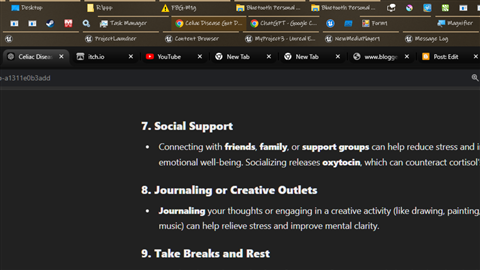 Desktop Ripp FBG-Mtg Bluetooth Personal ... Bluetooth Personal ...
Task Manager Celiac Disease Gut D... ChatGPT - Google C... Form1 Magnifier
ProjectLauncher Content Browser MyProject3 - Unreal E... NewMediaPlayer1 Message Log
Celiac Diseas itch.io YouTube New Tab New Tab www.blogge Post: Edit
-a1311e0b3add
7. Social Support
• Connecting with friends, family, or support groups can help reduce stress and i
emotional well-being. Socializing releases oxytocin, which can counteract cortisol'
8. Journaling or Creative Outlets
• Journaling your thoughts or engaging in a creative activity (like drawing, painting,
music) can help relieve stress and improve mental clarity.
9. Take Breaks and Rest